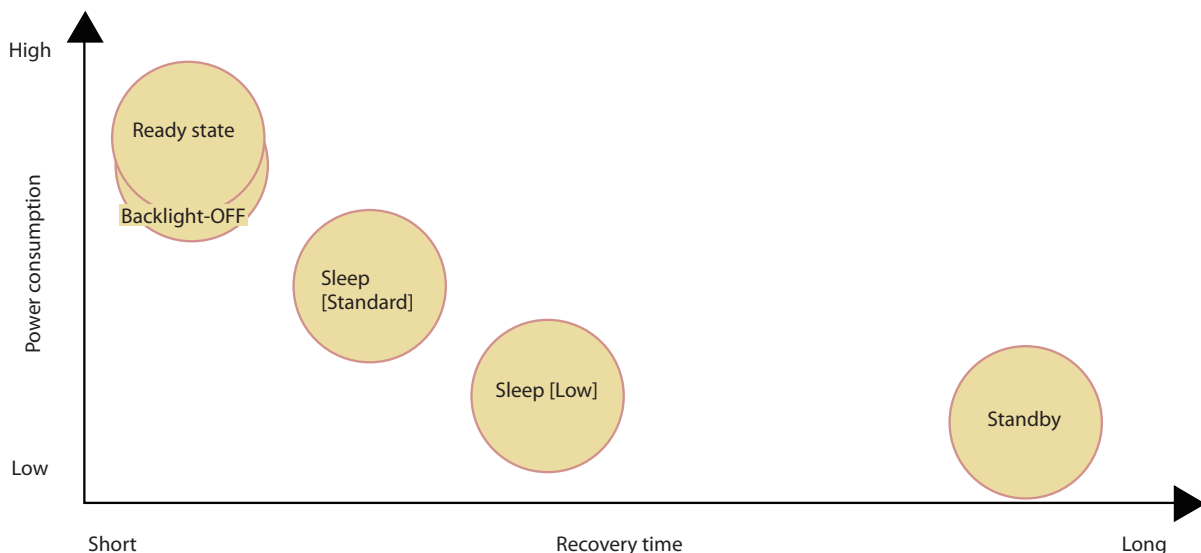 High
Ready state
Backlight-OFF
Power consumption
Sleep
[Standard]
Sleep [Low]
Standby
Low
Short
Recovery time
Long